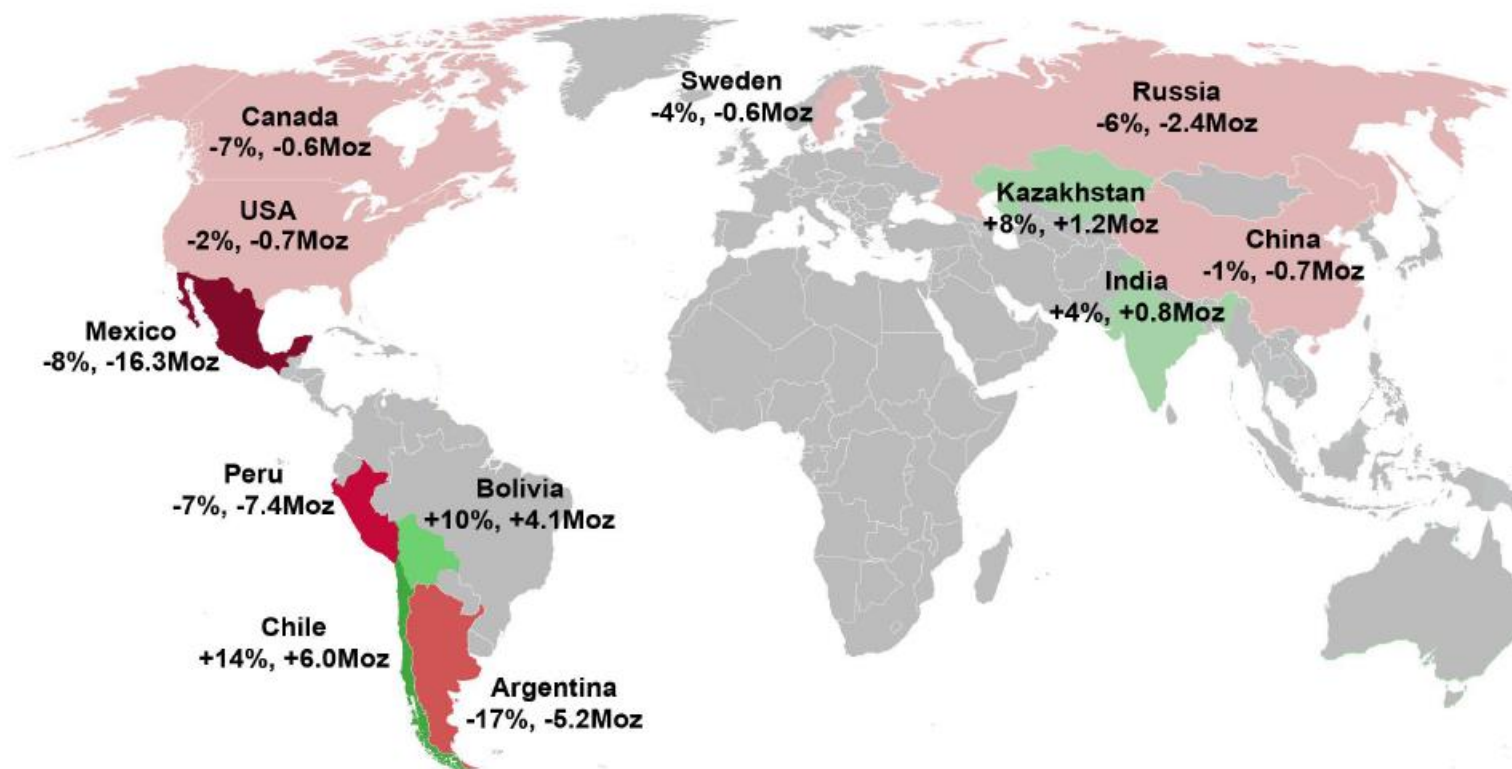 Canada
-7%, -0.6Moz
USA
-2%, -0.7Moz
Mexico
-8%, -16.3Moz
Peru
-7%, -7.4Moz
Bolivia
+10%, +4.1Moz
Chile
+14%, +6.0Moz
Argentina
-17%, -5.2Moz
Sweden
-4%, -0.6Moz
Russia
-6%, -2.4Moz
Kazakhstan
+8%, +1.2Moz
China
-1%, -0.7Moz
India
+4%, +0.8Moz